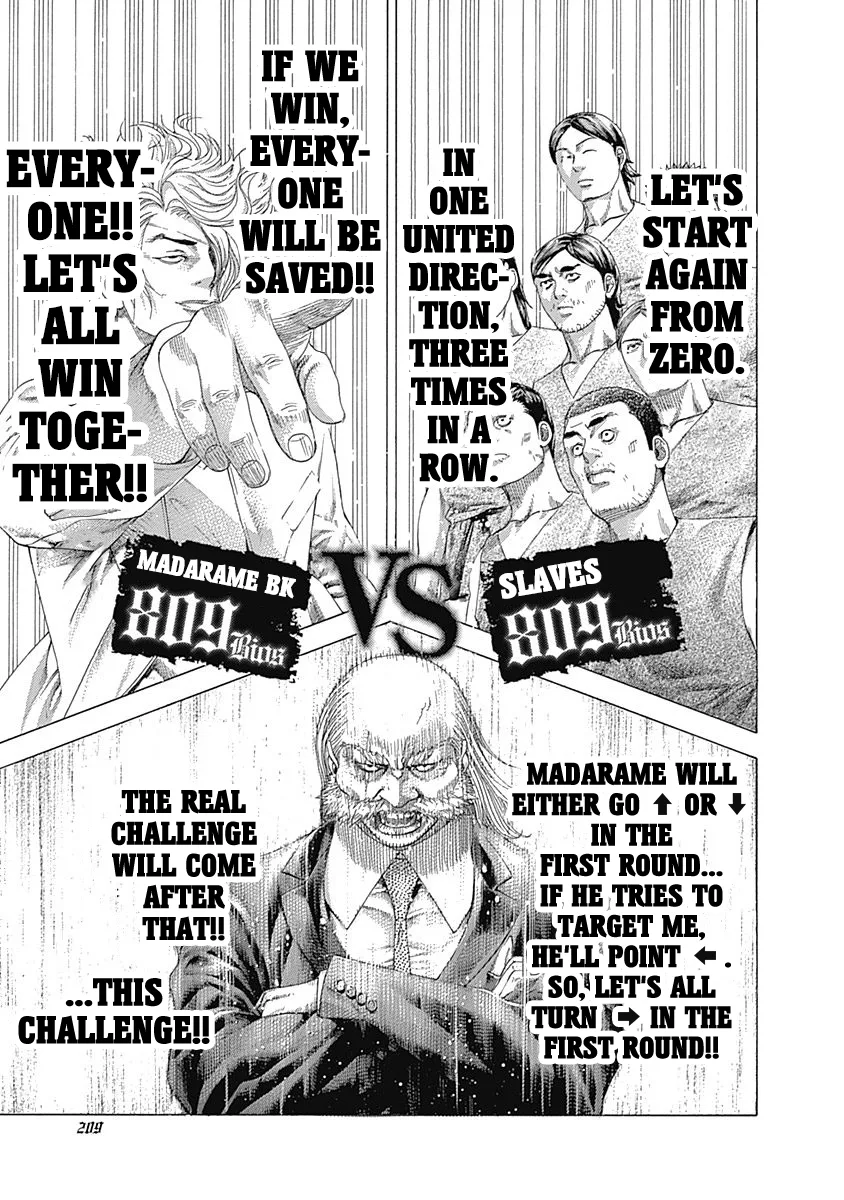 LET'S
START
AGAIN
FROM
ZERO.
IN
ONE
UNITED
DIREC-
TION,
THREE
TIMES
IN A
ROW.
IF WE
WIN,
EVERY-
ONE
WILL BE
SAVED!!
EVERY-
ONE!!
LET'S
ALL
WIN
TOGE-
THER!!
MADARAME BK
809 Bios
VS
SLAVES
809 Bios
MADARAME WILL
EITHER GO ⬆ OR ⬇
IN THE
FIRST ROUND...
IF HE TRIES TO
TARGET ME,
HE'LL POINT ⬅ .
SO, LET'S ALL
TURN ➡ IN THE
FIRST ROUND!!
THE REAL
CHALLENGE
WILL COME
AFTER
THAT!!
...THIS
CHALLENGE!!
209